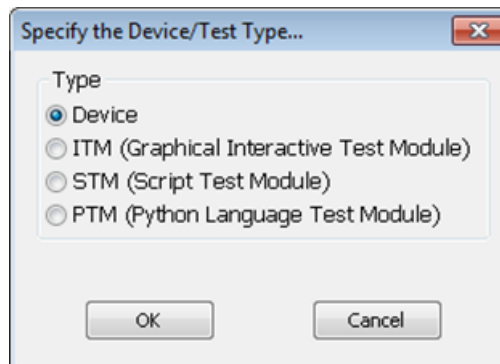 Specify the Device/Test Type...
Type
Device
ITM (Graphical Interactive Test Module)
STM (Script Test Module)
PTM (Python Language Test Module)
OK
Cancel